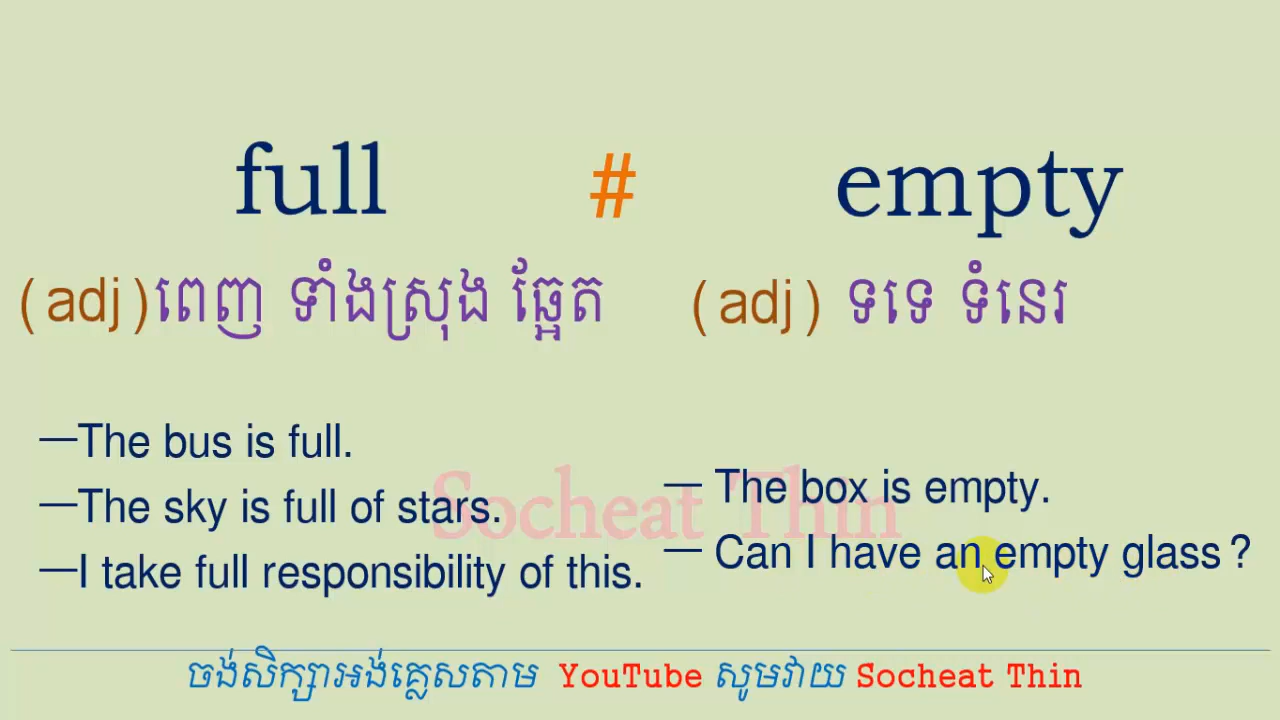 full # empty
(adj) ពេញ ទាំងស្រុង ឆ្អែត (adj) ទទេ ទំនេរ
—The bus is full.
—The sky is full of stars.
—I take full responsibility of this.
— The box is empty.
— Can I have an empty glass?
Socheat Thin
ចង់សិក្សាអង់គ្លេសតាម YouTube សូមវាយ Socheat Thin